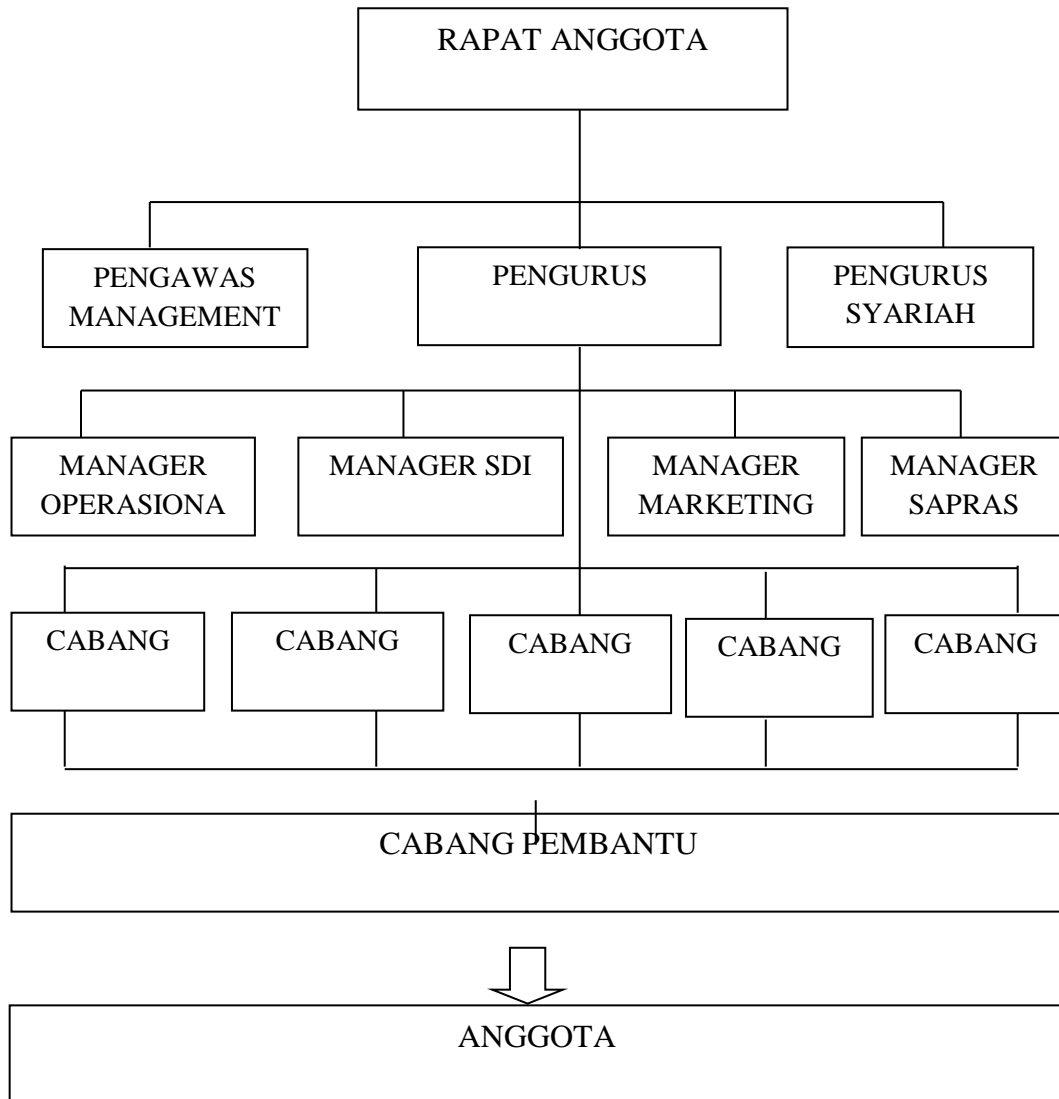 RAPAT ANGGOTA
PENGAWAS
MANAGEMENT
PENGURUS
PENGURUS
SYARIAH
MANAGER
OPERASIONA
MANAGER SDI
MANAGER
MARKETING
MANAGER
SAPRAS
CABANG
CABANG
CABANG
CABANG
CABANG
CABANG PEMBANTU
ANGGOTA